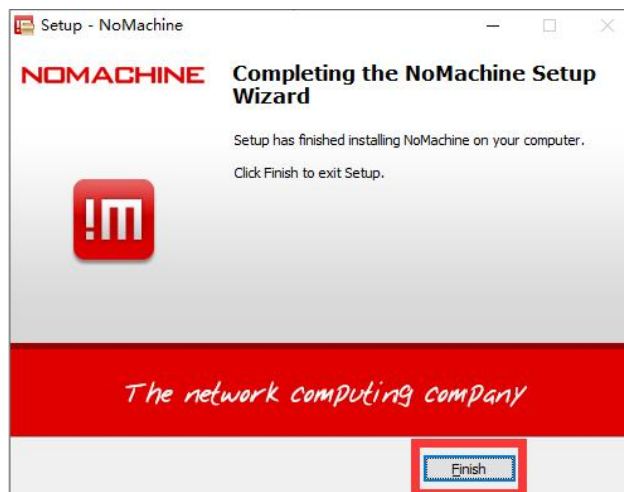 Setup - NoMachine
NOMACHINE
Completing the NoMachine Setup
Wizard
Setup has finished installing NoMachine on your computer.
Click Finish to exit Setup.
!M
The network computing company
Finish